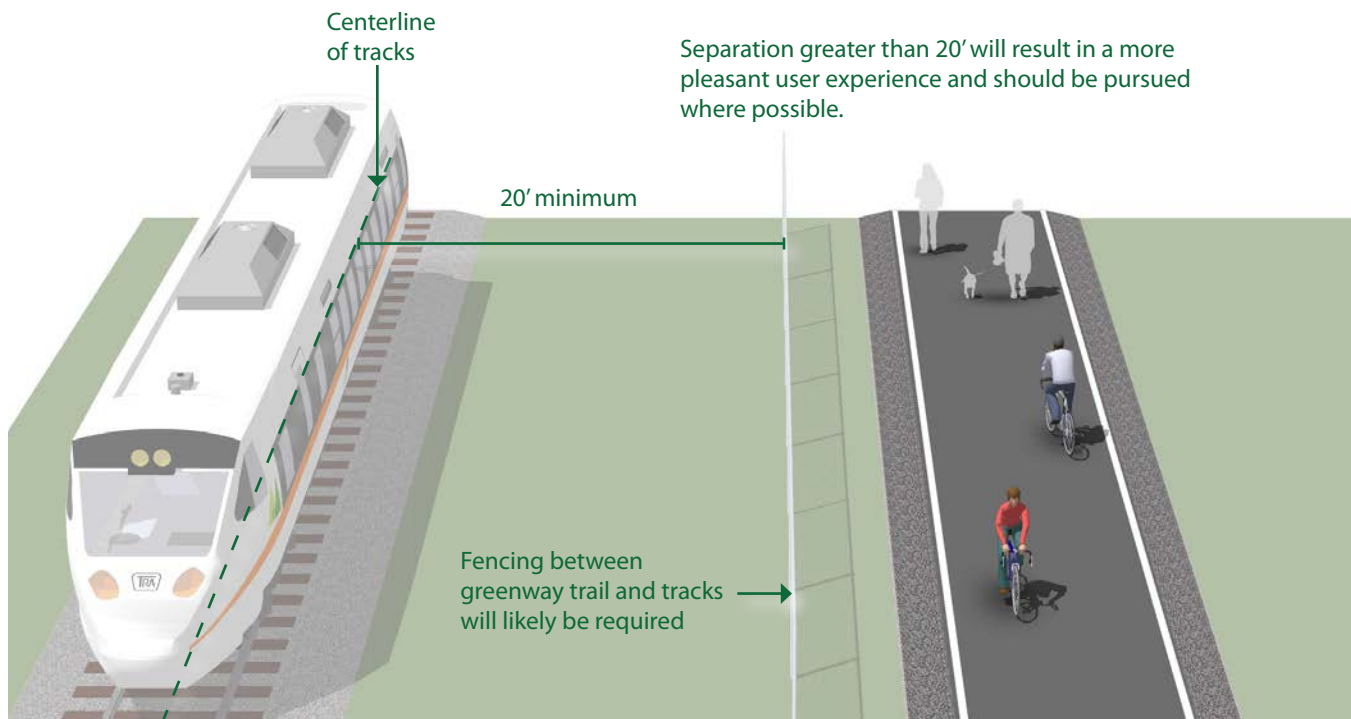 Centerline
of tracks
Separation greater than 20’ will result in a more
pleasant user experience and should be pursued
where possible.
20’ minimum
Fencing between
greenway trail and tracks
will likely be required
TRA